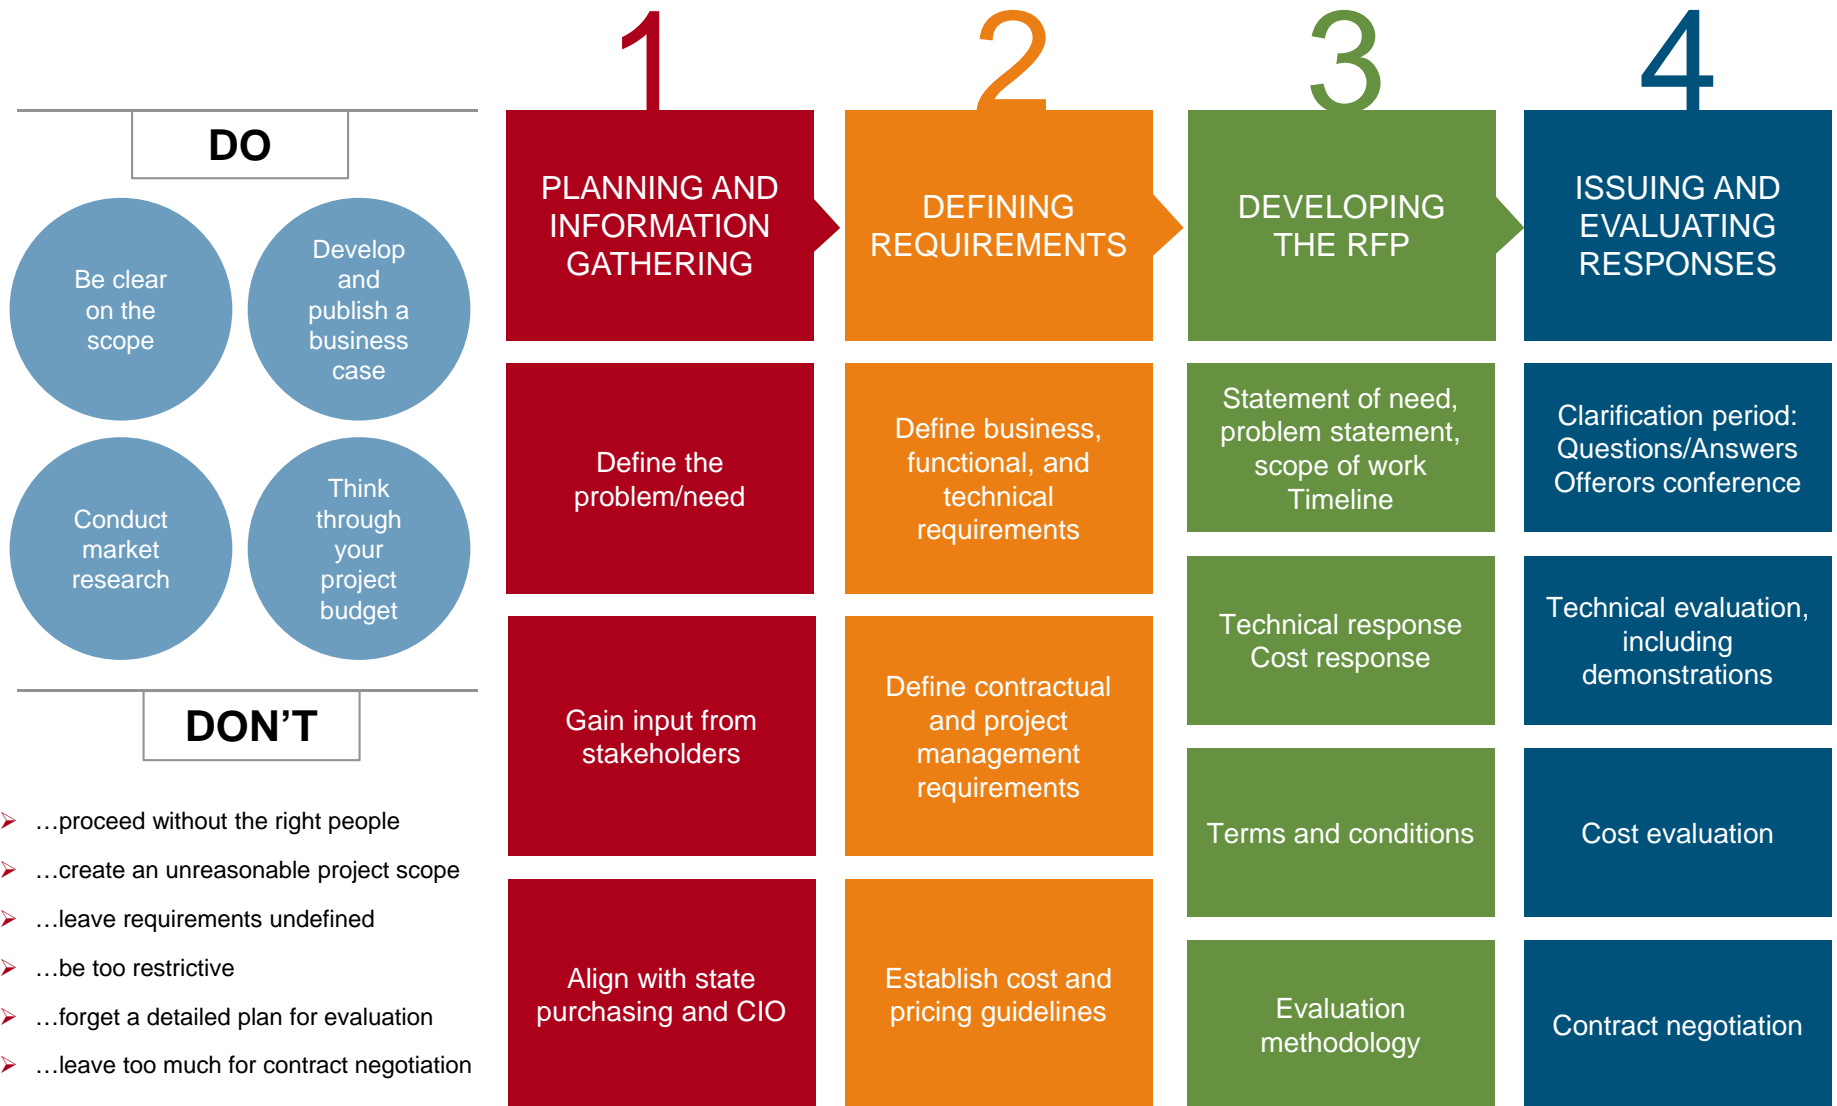 DO
Be clear
on the
scope
Develop
and
publish a
business
case
Conduct
market
research
Think
through
your
project
budget
DON’T
…proceed without the right people
…create an unreasonable project scope
…leave requirements undefined
…be too restrictive
…forget a detailed plan for evaluation
…leave too much for contract negotiation
1
PLANNING AND
INFORMATION
GATHERING
Define the
problem/need
Gain input from
stakeholders
Align with state
purchasing and CIO
2
DEFINING
REQUIREMENTS
Define business,
functional, and
technical
requirements
Define contractual
and project
management
requirements
Establish cost and
pricing guidelines
3
DEVELOPING
THE RFP
Statement of need,
problem statement,
scope of work
Timeline
Technical response
Cost response
Terms and conditions
Evaluation
methodology
4
ISSUING AND
EVALUATING
RESPONSES
Clarification period:
Questions/Answers
Offerors conference
Technical evaluation,
including
demonstrations
Cost evaluation
Contract negotiation